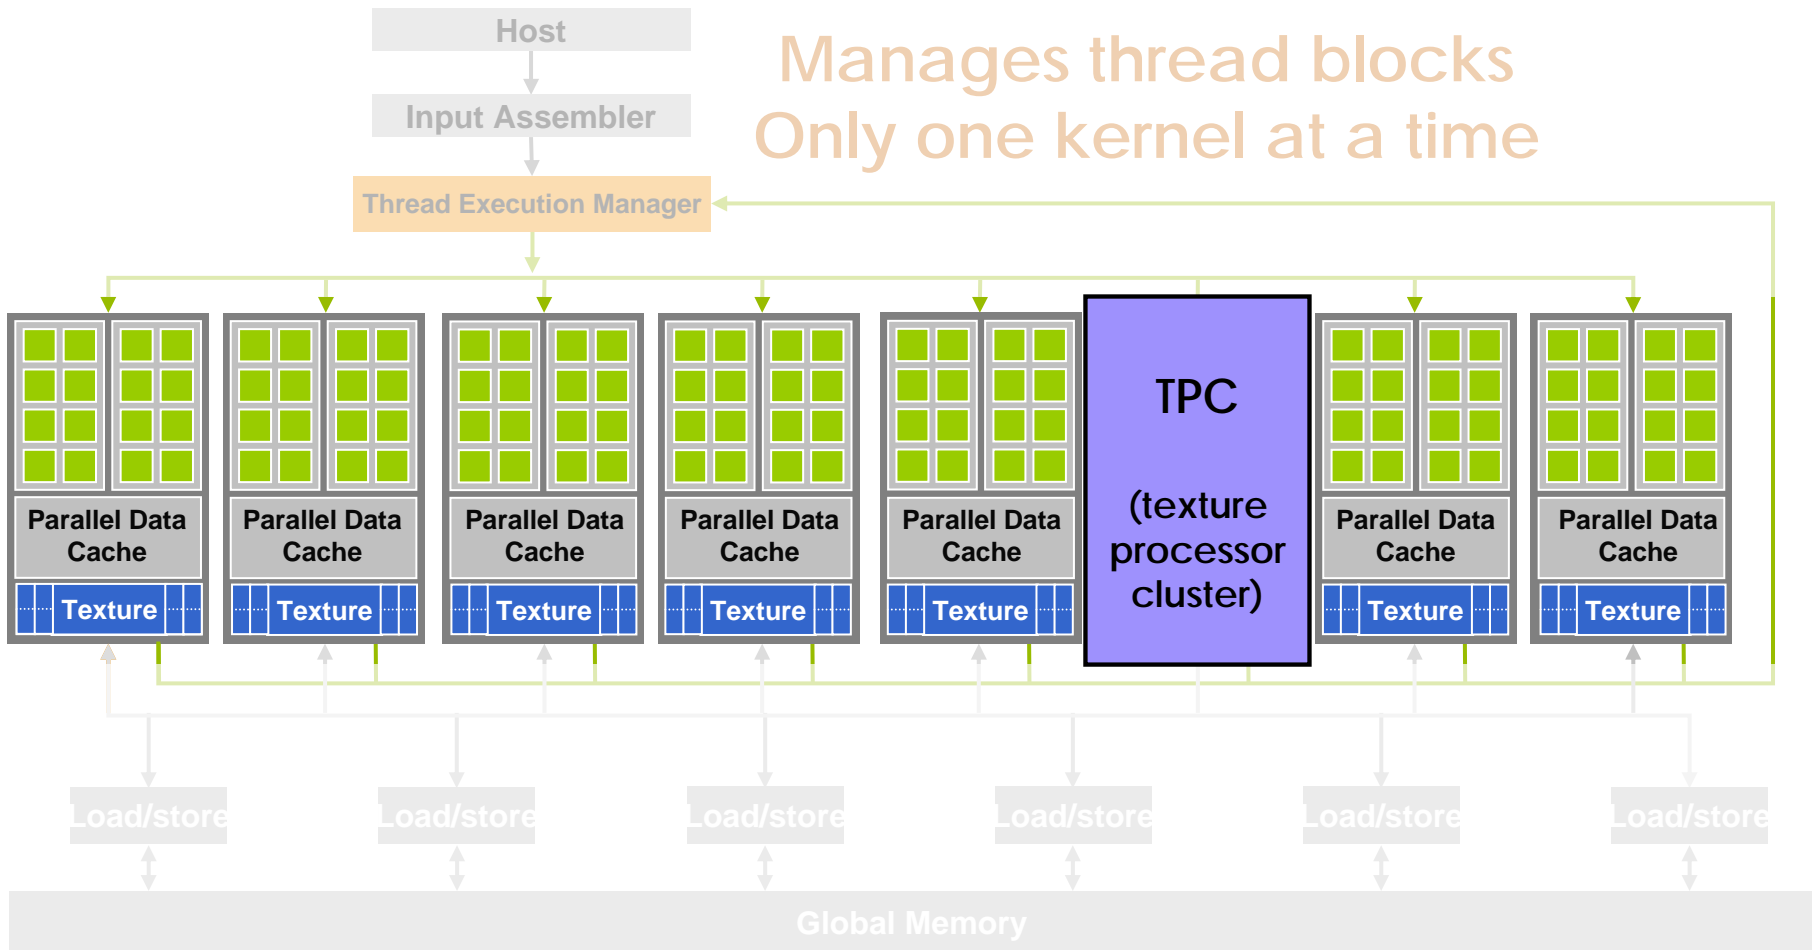 Host
Manages thread blocks
Only one kernel at a time
Input Assembler
Thread Execution Manager
TPC
(texture
processor
cluster)
Parallel Data
Cache
Texture
Parallel Data
Cache
Texture
Parallel Data
Cache
Texture
Parallel Data
Cache
Texture
Parallel Data
Cache
Texture
Parallel Data
Cache
Texture
Parallel Data
Cache
Texture
Load/store
Load/store
Load/store
Load/store
Load/store
Load/store
Global Memory